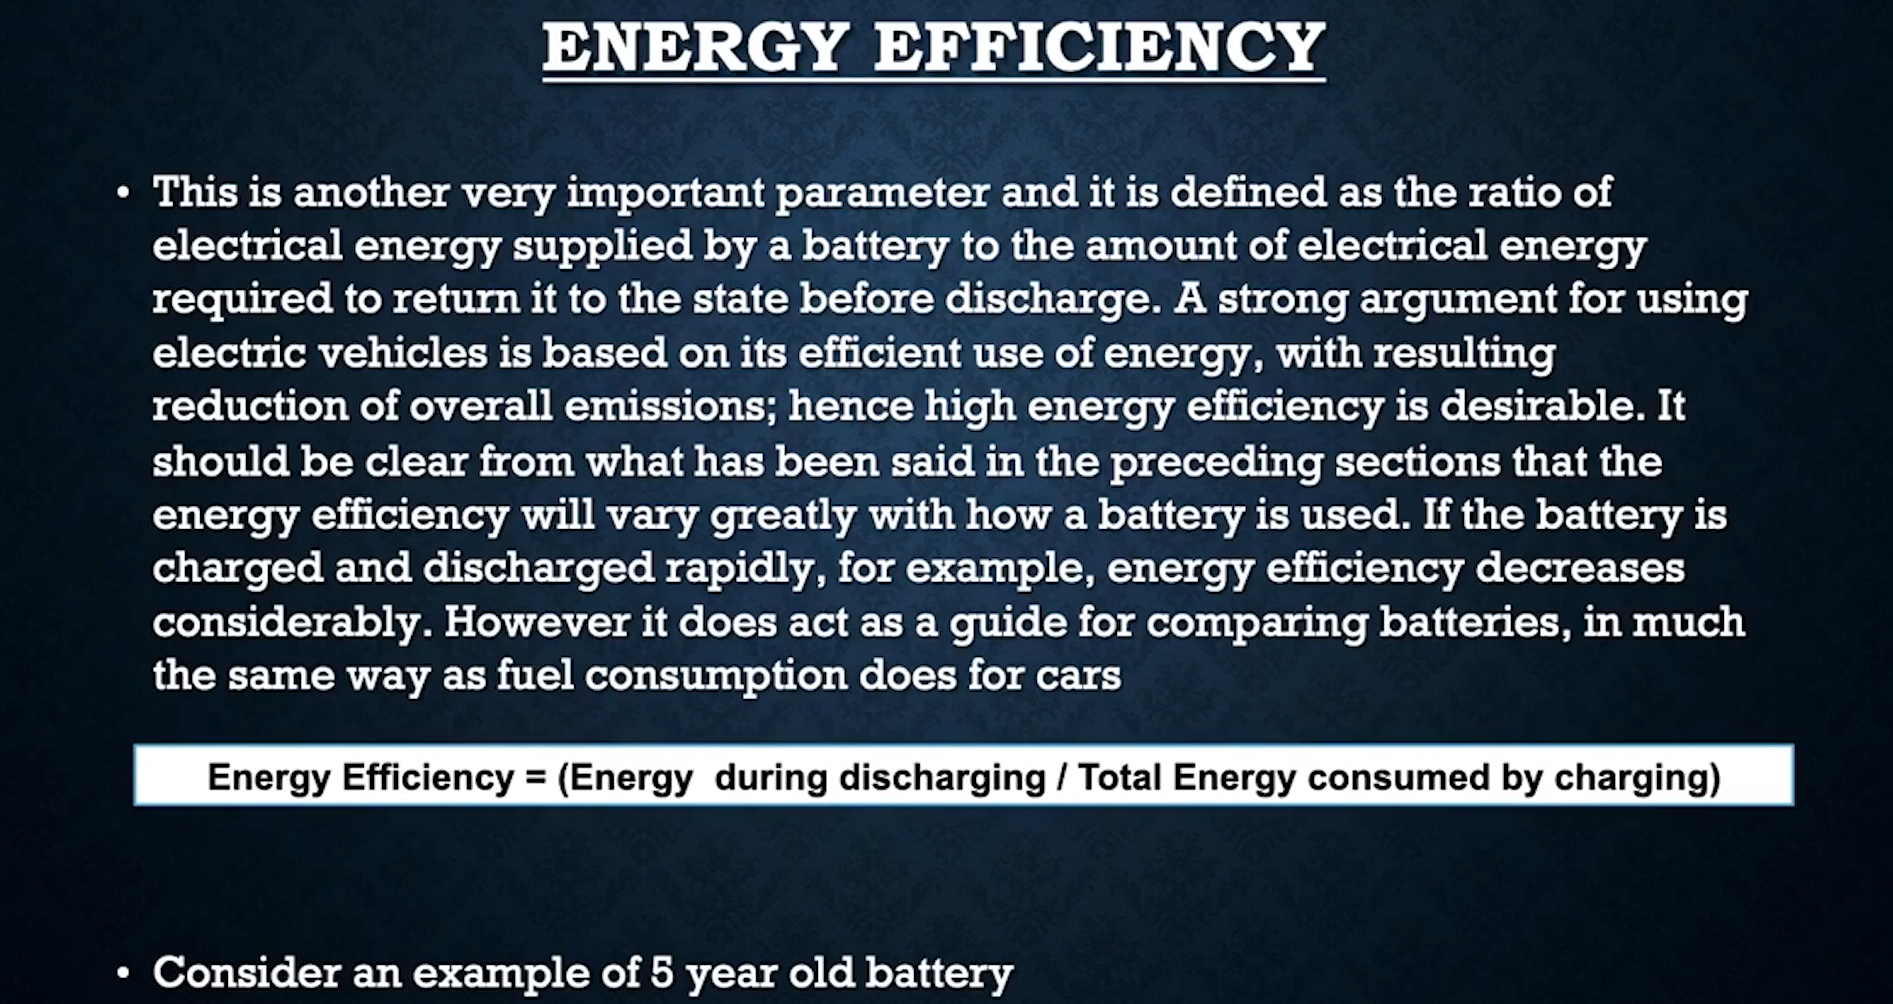 ENERGY EFFICIENCY
• This is another very important parameter and it is defined as the ratio of
electrical energy supplied by a battery to the amount of electrical energy
required to return it to the state before discharge. A strong argument for using
electric vehicles is based on its efficient use of energy, with resulting
reduction of overall emissions; hence high energy efficiency is desirable. It
should be clear from what has been said in the preceding sections that the
energy efficiency will vary greatly with how a battery is used. If the battery is
charged and discharged rapidly, for example, energy efficiency decreases
considerably. However it does act as a guide for comparing batteries, in much
the same way as fuel consumption does for cars
Energy Efficiency = (Energy  during discharging / Total Energy consumed by charging)
• Consider an example of 5 year old battery